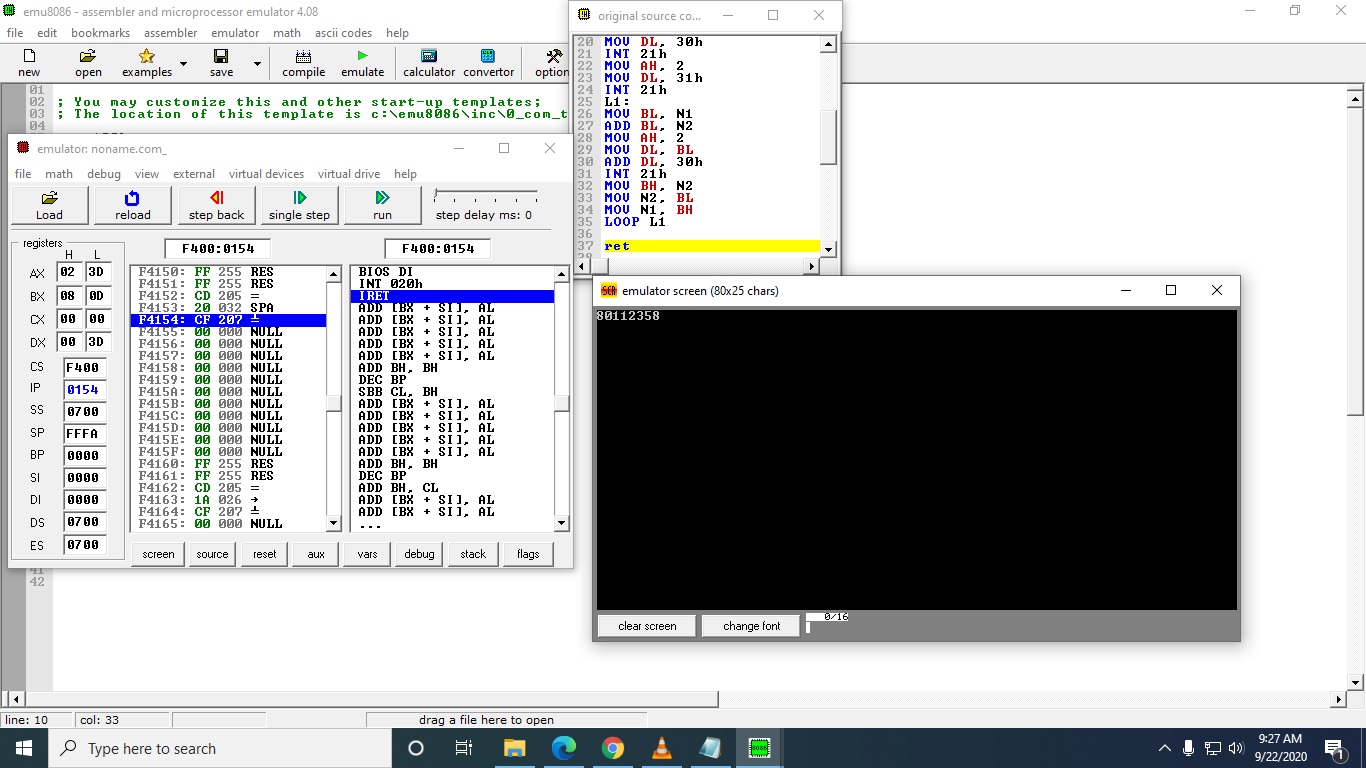 emu8086 - assembler and microprocessor emulator 4.08
file edit bookmarks assembler emulator math ascii codes help
new open examples save compile emulate calculator convertor option
01
02 ; You may customize this and other start-up templates;
03 ; The location of this template is c:\emu8086\inc\0_com_t
04
original source co...
20 MOV DL, 30h
21 INT 21h
22 MOV AH, 2
23 MOV DL, 31h
24 INT 21h
25 L1:
26 MOV BL, N1
27 ADD BL, N2
28 MOV AH, 2
29 MOV DL, BL
30 ADD DL, 30h
31 INT 21h
32 MOV BH, N2
33 MOV N2, BL
34 MOV N1, BH
35 LOOP L1
36
37 ret
emulator: noname.com_
file math debug view external virtual devices virtual drive help
Load reload step back single step run step delay ms: 0
registers
H L
AX 02 3D
BX 08 0D
CX 00 00
DX 00 3D
CS F400
IP 0154
SS 0700
SP FFFA
BP 0000
SI 0000
DI 0000
DS 0700
ES 0700
F400:0154 F400:0154
F4150: FF 255 RES
F4151: FF 255 RES
F4152: CD 205 =
F4153: 20 032 SPA
F4154: CF 207 ╧
F4155: 00 000 NULL
F4156: 00 000 NULL
F4157: 00 000 NULL
F4158: 00 000 NULL
F4159: 00 000 NULL
F415A: 00 000 NULL
F415B: 00 000 NULL
F415C: 00 000 NULL
F415D: 00 000 NULL
F415E: 00 000 NULL
F415F: 00 000 NULL
F4160: FF 255 RES
F4161: FF 255 RES
F4162: CD 205 =
F4163: 1A 026 →
F4164: CF 207 ╧
F4165: 00 000 NULL
BIOS DI
INT 020h
IRET
ADD [BX + SI], AL
ADD [BX + SI], AL
ADD [BX + SI], AL
ADD [BX + SI], AL
ADD [BX + SI], AL
ADD BH, BH
DEC BP
SBB CL, BH
ADD [BX + SI], AL
ADD [BX + SI], AL
ADD [BX + SI], AL
ADD [BX + SI], AL
ADD [BX + SI], AL
ADD BH, BH
DEC BP
ADD BH, CL
ADD [BX + SI], AL
ADD [BX + SI], AL
...
screen source reset aux vars debug stack flags
41
42
emulator screen (80x25 chars)
80112358
clear screen change font 0/16
line: 10 col: 33 drag a file here to open
Type here to search
8086
9:27 AM
9/22/2020
1